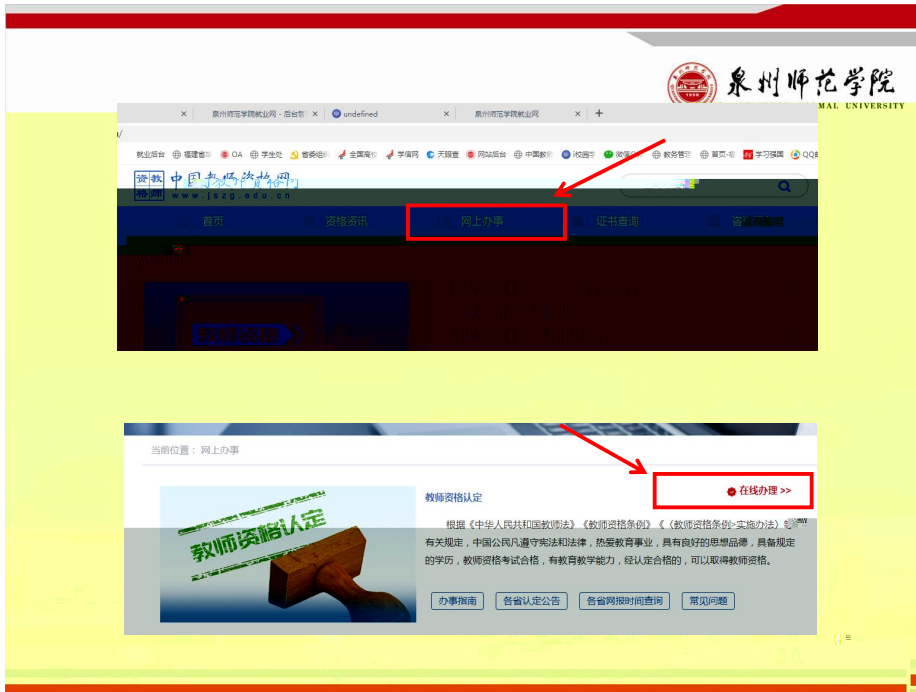 泉州师范学院
MAL UNIVERSITY
泉州师范学院就业网 - 后台管 × undefined × 泉州师范学院就业网 × +
就业后台 福建省 OA 学生处 省委组 全国高校 学信网 天眼查 网站后台 中国教师 i校园 微信公 教务管理 首页 学习强国 QQ
资教 中国教师资格网
格师 www.jszg.edu.cn
首页 资格资讯 网上办事 证书查询 咨
当前位置：网上办事
在线办理 >>
教师资格认定
教师资格认定
根据《中华人民共和国教师法》《教师资格条例》《〈教师资格条例>实施办法》
有关规定，中国公民凡遵守宪法和法律，热爱教育事业，具有良好的思想品德，具备规定
的学历，教师资格考试合格，有教育教学能力，经认定合格的，可以取得教师资格。
办事指南 各省认定公告 各省网报时间查询 常见问题